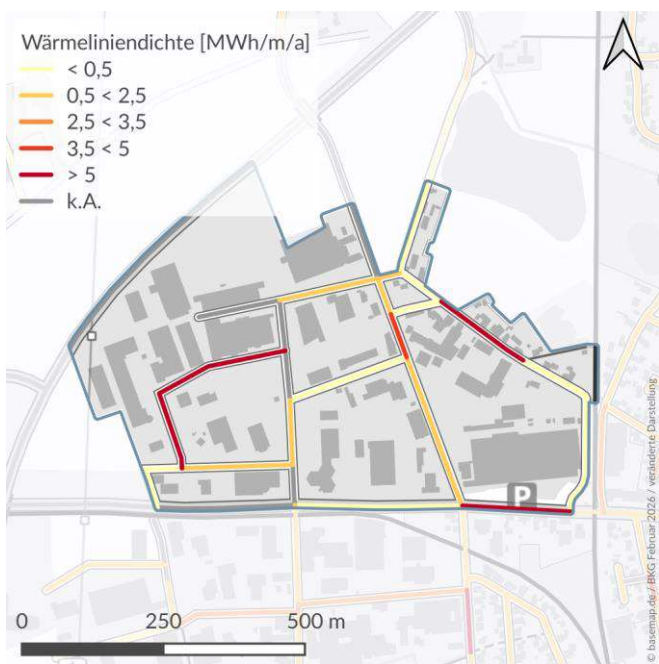 Wärmeliniendichte [MWh/m/a]
< 0,5
0,5 < 2,5
2,5 < 3,5
3,5 < 5
> 5
k.A.
P
0 250 500 m
© basemap.de / BKG Februar 2026 / veränderte Darstellung